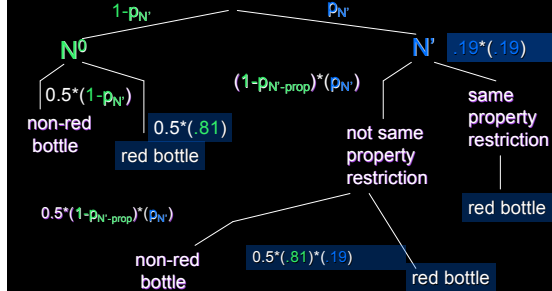 1-pN' pN'
N⁰ N' .19*(.19)
0.5*(1-pN') (1-pN'-prop)*(pN')
non-red
bottle
0.5*(.81)
red bottle
same
property
restriction
not same
property
restriction
red bottle
0.5*(1-pN'-prop)*(pN')
non-red
bottle
0.5*(.81)*(.19)
red bottle